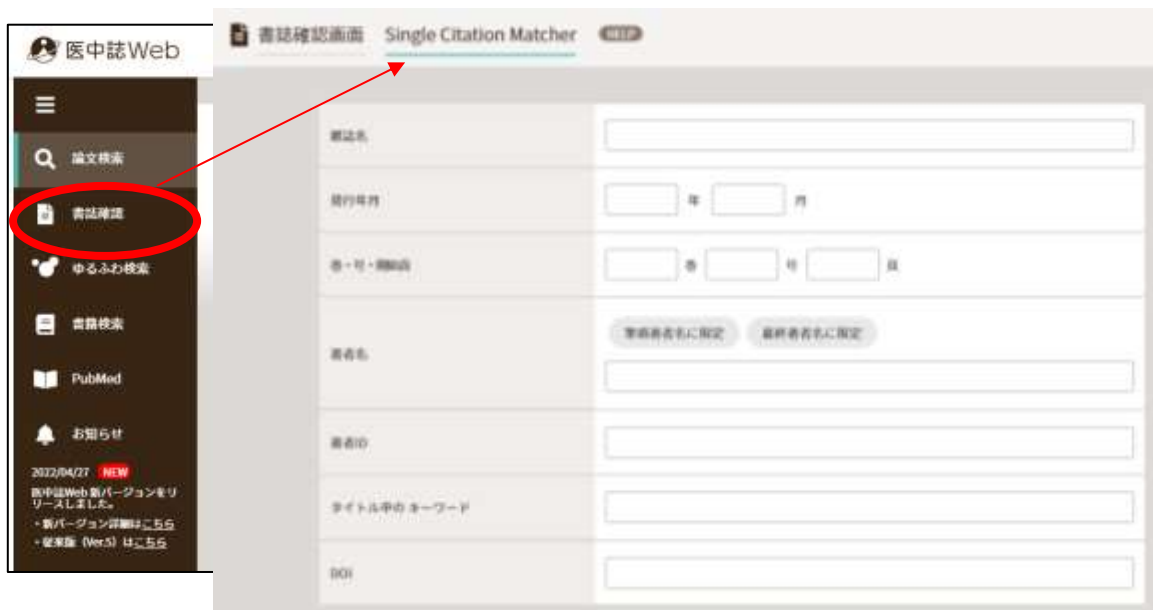 医中誌Web
論文検索
書誌確認
ゆるふわ検索
書籍検索
PubMed
お知らせ
2022/04/27 NEW
医中誌Web 新バージョンをリ
リースしました。
・新バージョン詳細はこちら
・従来版（Ver.5）はこちら
書誌確認画面 Single Citation Matcher HELP
雑誌名
発行年月 年 月
巻・号・開始頁 巻 号 頁
著者名 筆頭著者名に限定 最終著者名に限定
著者ID
タイトル中の キーワード
DOI